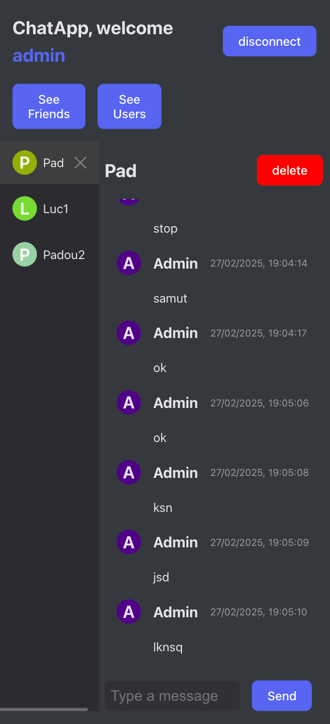 ChatApp, welcome
admin
disconnect
See
Friends
See
Users
P Pad
L Luc1
P Padou2
Pad
delete
stop
A Admin 27/02/2025, 19:04:14
samut
A Admin 27/02/2025, 19:04:17
ok
A Admin 27/02/2025, 19:05:06
ok
A Admin 27/02/2025, 19:05:08
ksn
A Admin 27/02/2025, 19:05:09
jsd
A Admin 27/02/2025, 19:05:10
lknsq
Type a message
Send